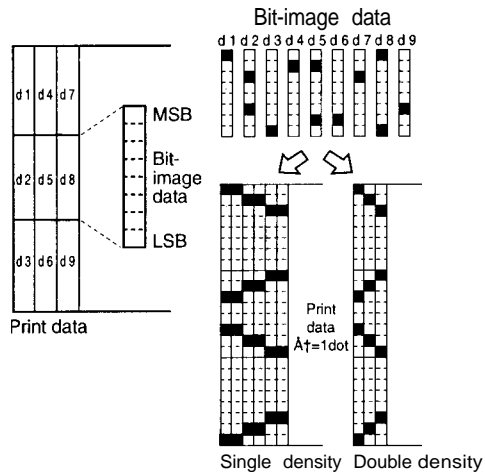 Bit-image data
d1 d2 d3 d4 d5 d6 d7 d8 d9
d1 d4 d7
d2 d5 d8
d3 d6 d9
MSB
Bit-
image
data
LSB
Print data
Print
data
Å†=1dot
Single density
Double density